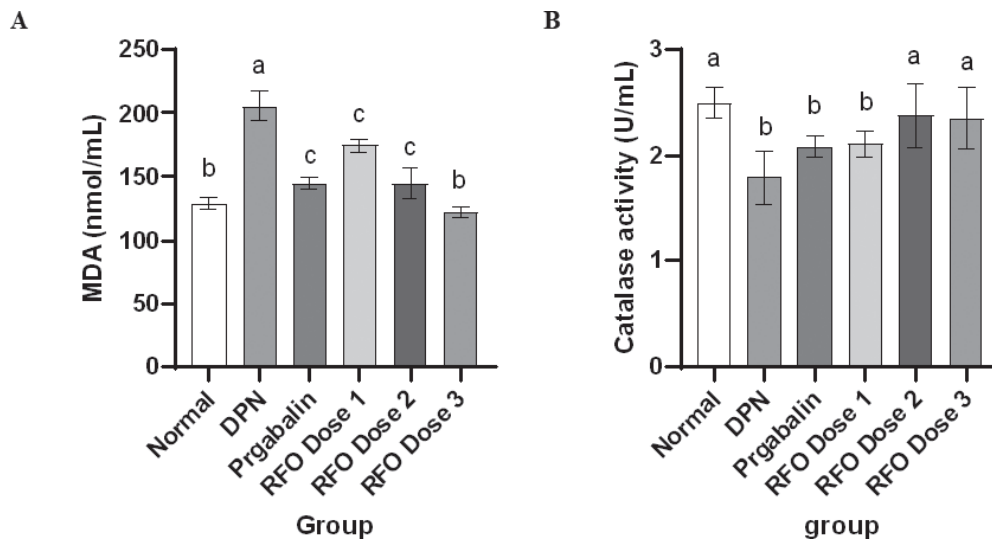 A
MDA (nmol/mL)
250
200
150
100
50
0
b
a
c
c
c
b
Normal
DPN
Prgabalin
RFO Dose 1
RFO Dose 2
RFO Dose 3
Group
B
Catalase activity (U/mL)
3
2
1
0
a
b
b
b
a
a
Normal
DPN
Prgabalin
RFO Dose 1
RFO Dose 2
RFO Dose 3
group